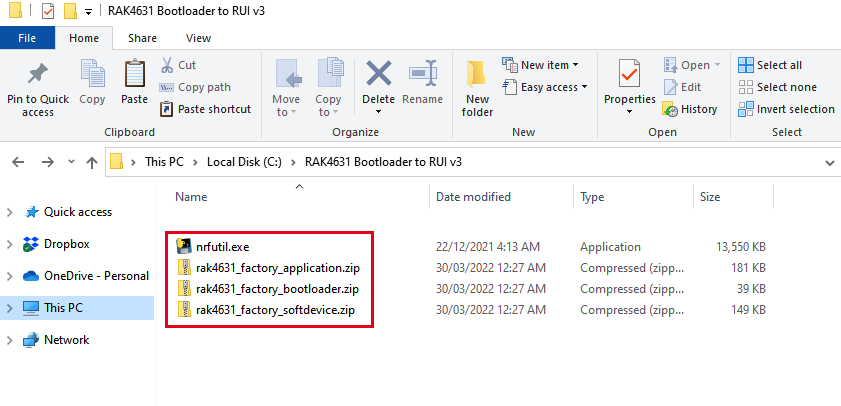 RAK4631 Bootloader to RUI v3
File Home Share View
Pin to Quick access
Copy
Paste
Cut
Copy path
Paste shortcut
Clipboard
Move to
Copy to
Delete
Rename
Organize
New folder
New item
Easy access
New
Properties
Open
Edit
History
Open
Select all
Select none
Invert selection
Select
This PC > Local Disk (C:) > RAK4631 Bootloader to RUI v3
Name Date modified Type Size
Quick access
Dropbox
OneDrive - Personal
This PC
Network
nrfutil.exe 22/12/2021 4:13 AM Application 13,550 KB
rak4631_factory_application.zip 30/03/2022 12:27 AM Compressed (zipp... 181 KB
rak4631_factory_bootloader.zip 30/03/2022 12:27 AM Compressed (zipp... 39 KB
rak4631_factory_softdevice.zip 30/03/2022 12:27 AM Compressed (zipp... 149 KB